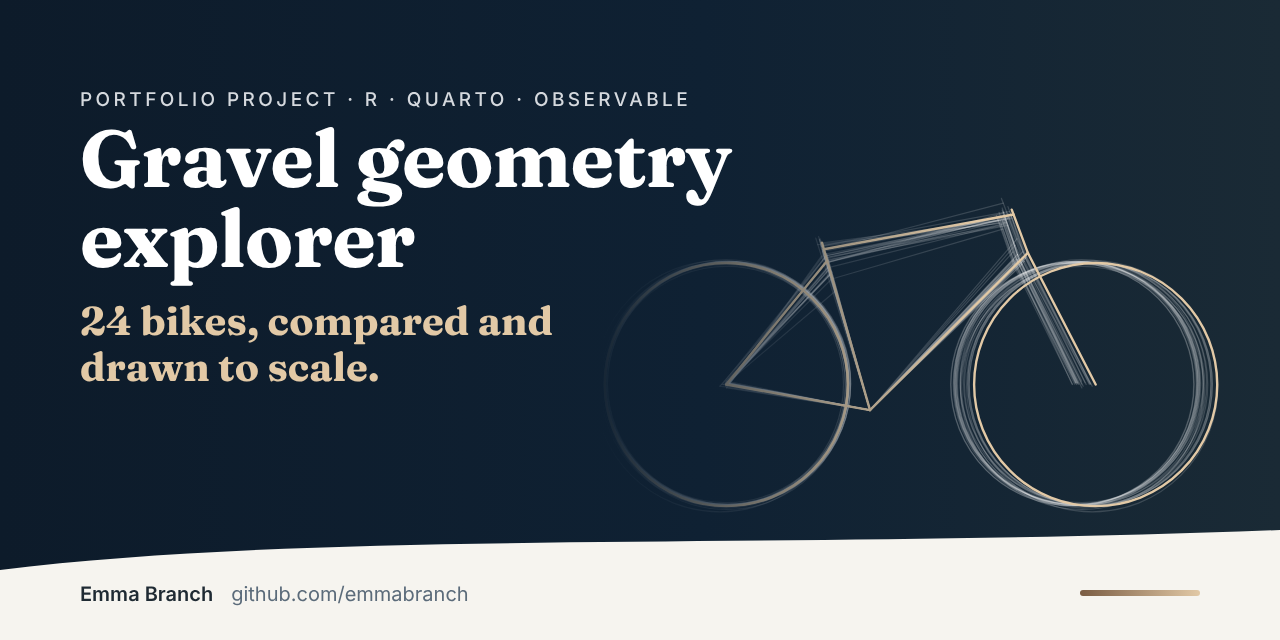 PORTFOLIO PROJECT · R · QUARTO · OBSERVABLE
Gravel geometry
explorer
24 bikes, compared and
drawn to scale.
Emma Branch github.com/emmabranch